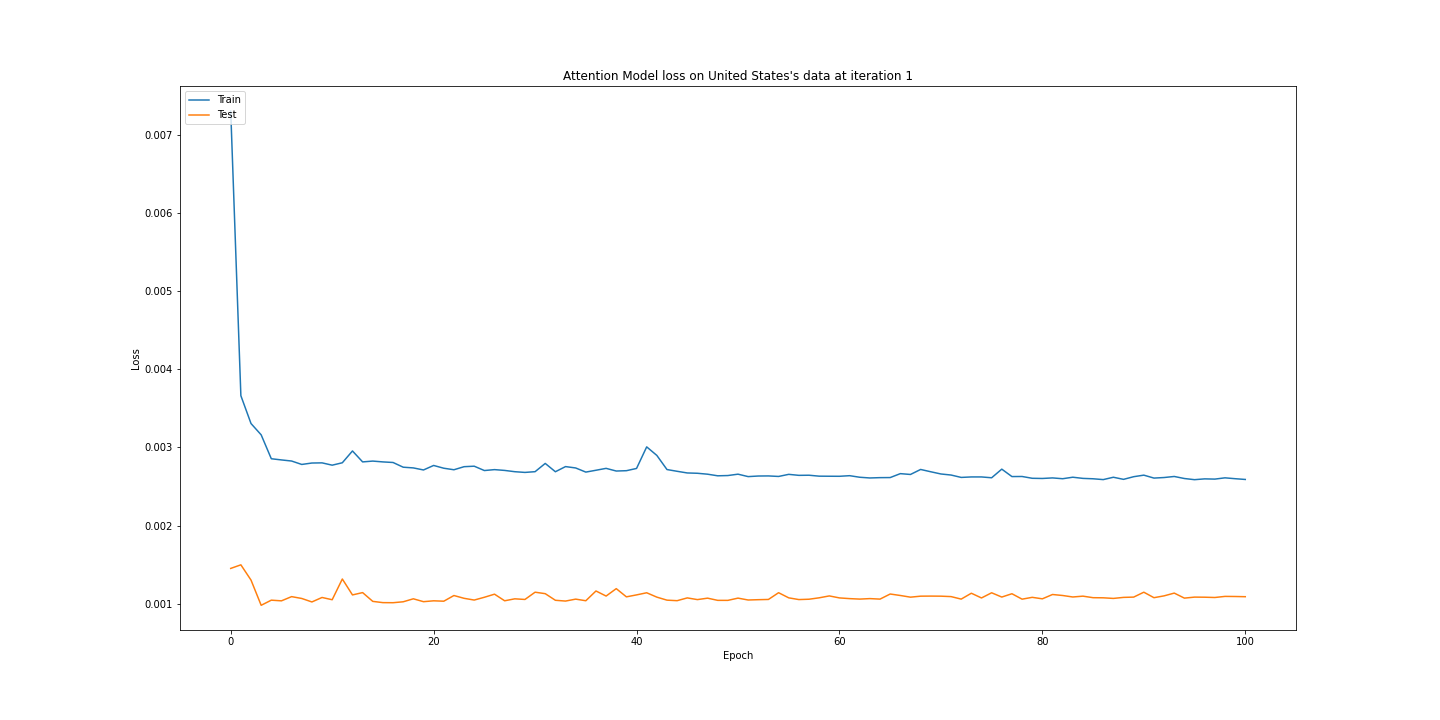 Attention Model loss on United States's data at iteration 1
Train
Test
0.007
0.006
0.005
0.004
0.003
0.002
0.001
Loss
0 20 40 60 80 100
Epoch